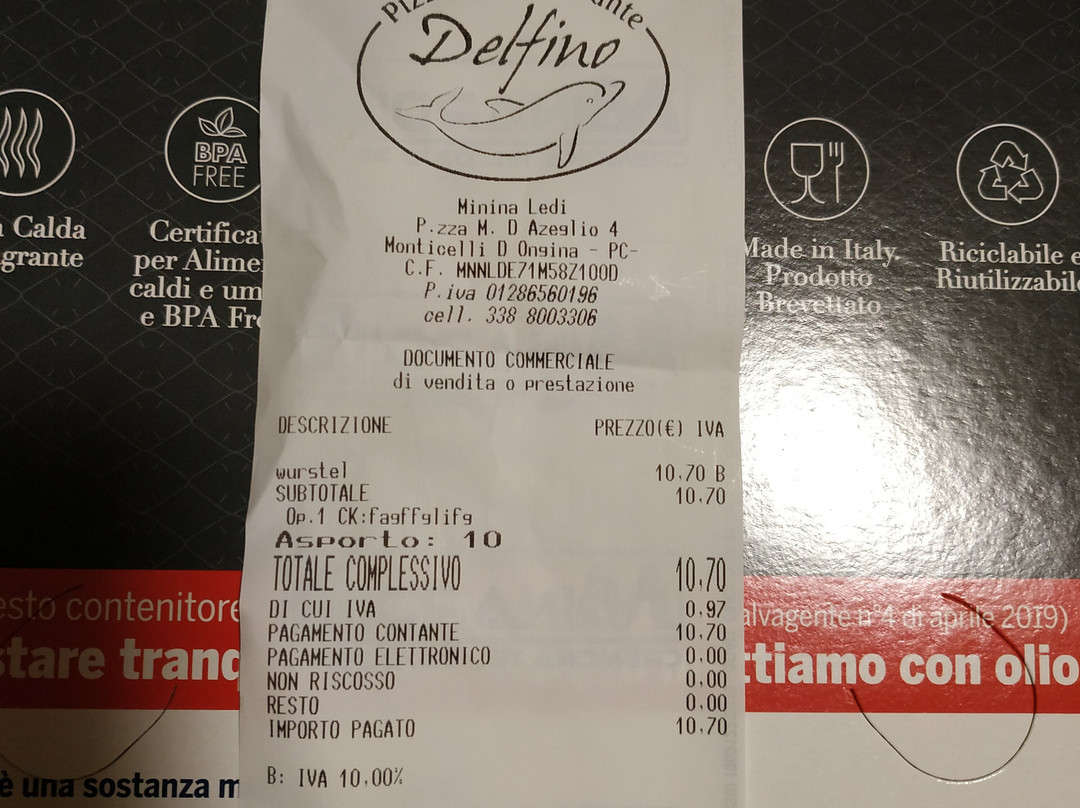 Delfino
Minina Ledi
P.zza M. D Azeglio 4
Monticelli D Ongina - PC-
C.F. MNNLDE71M58Z100D
P.iva 01286560196
cell. 338 8003306
DOCUMENTO COMMERCIALE
di vendita o prestazione
DESCRIZIONE PREZZO(€) IVA
wurstel 10,70 B
SUBTOTALE 10,70
Op.1 CK:fagffglifg
Asporto: 10
TOTALE COMPLESSIVO 10,70
DI CUI IVA 0,97
PAGAMENTO CONTANTE 10,70
PAGAMENTO ELETTRONICO 0,00
NON RISCOSSO 0,00
RESTO 0,00
IMPORTO PAGATO 10,70
B: IVA 10,00%
Calda
grante
BPA
FREE
Certifica
per Alime
caldi e um
e BPA Fr
Made in Italy.
Prodotto
Brevettato
Riciclabile e
Riutilizzabile
esto contenitore
stare tranq
è una sostanza m
alvagente n°4 di aprile 2019)
ttiamo con olio